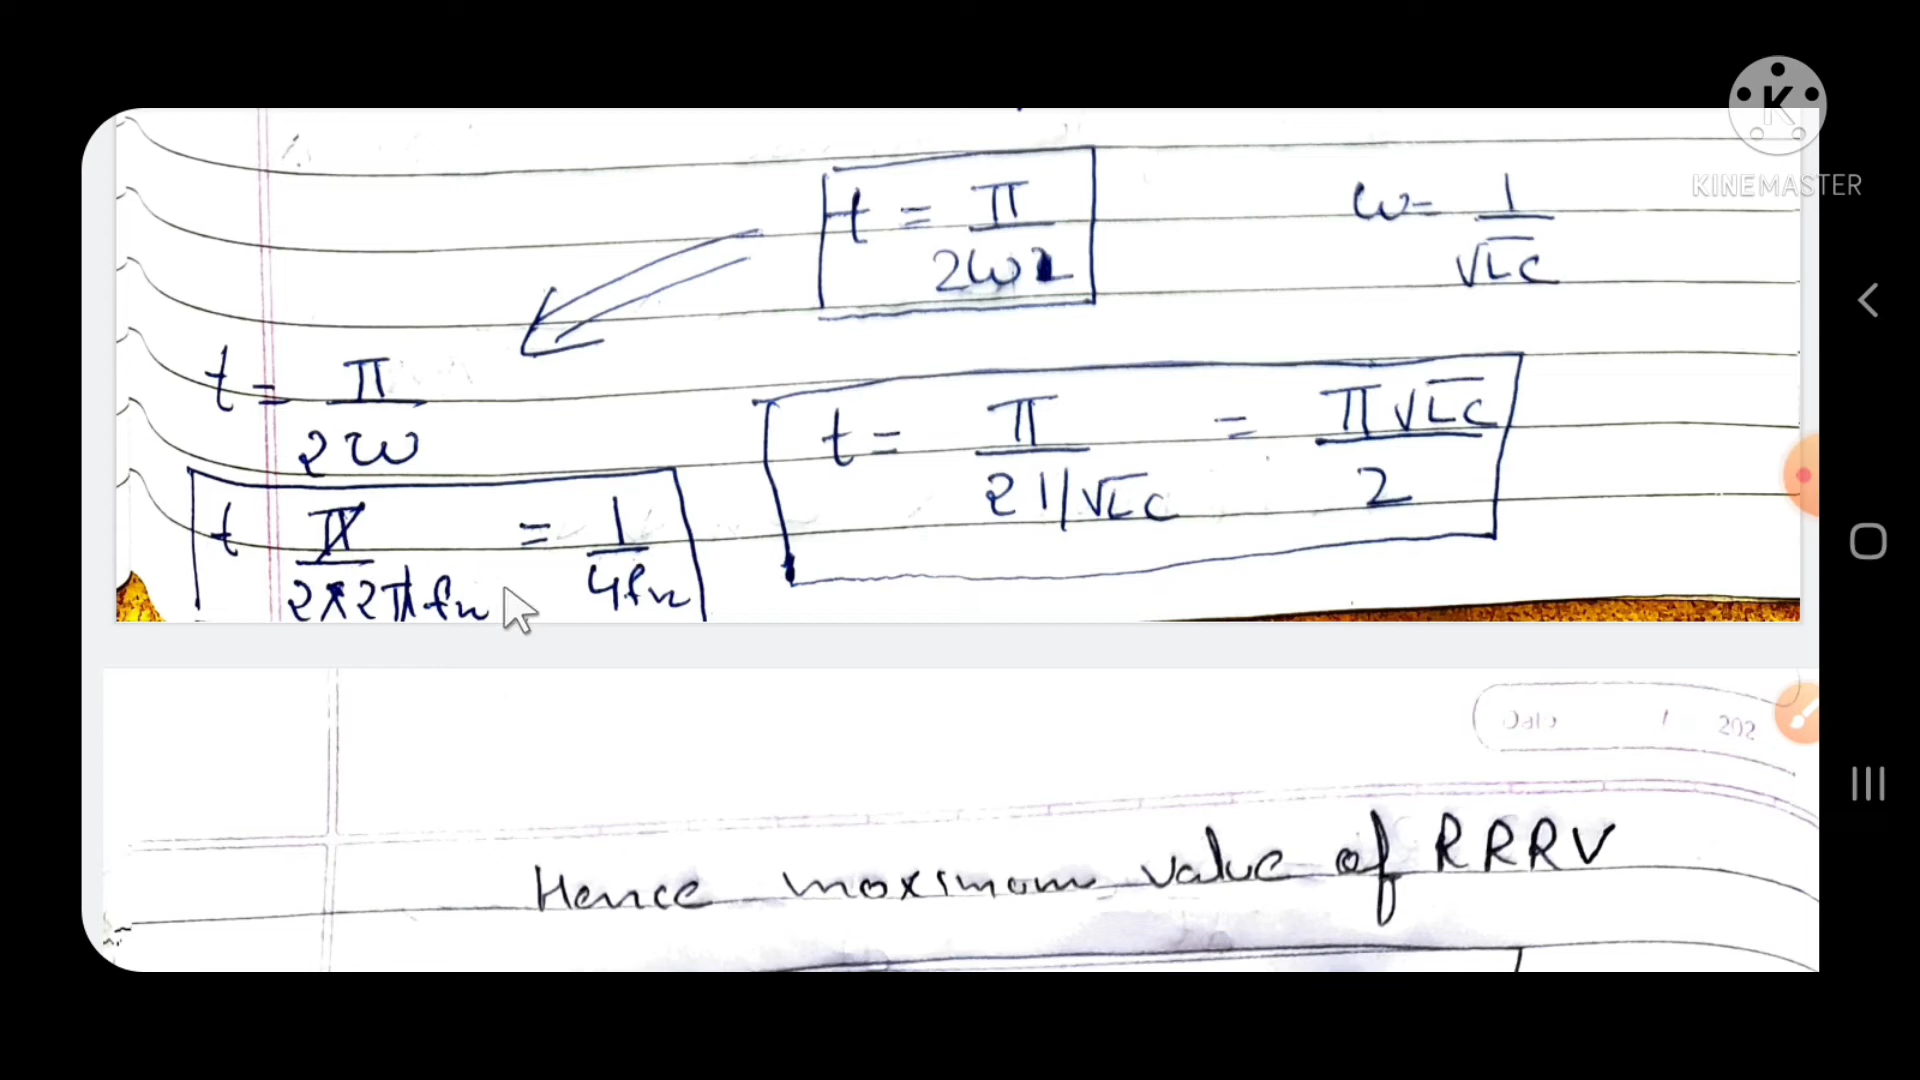 t = π / 2ω
ω = 1 / √LC
K
KINEMASTER
t = π / 2ω
t = π / 2 1/√LC = π√LC / 2
t π / 2×2πfn = 1 / 4fn
Date / 202
Hence maximum value of RRRV